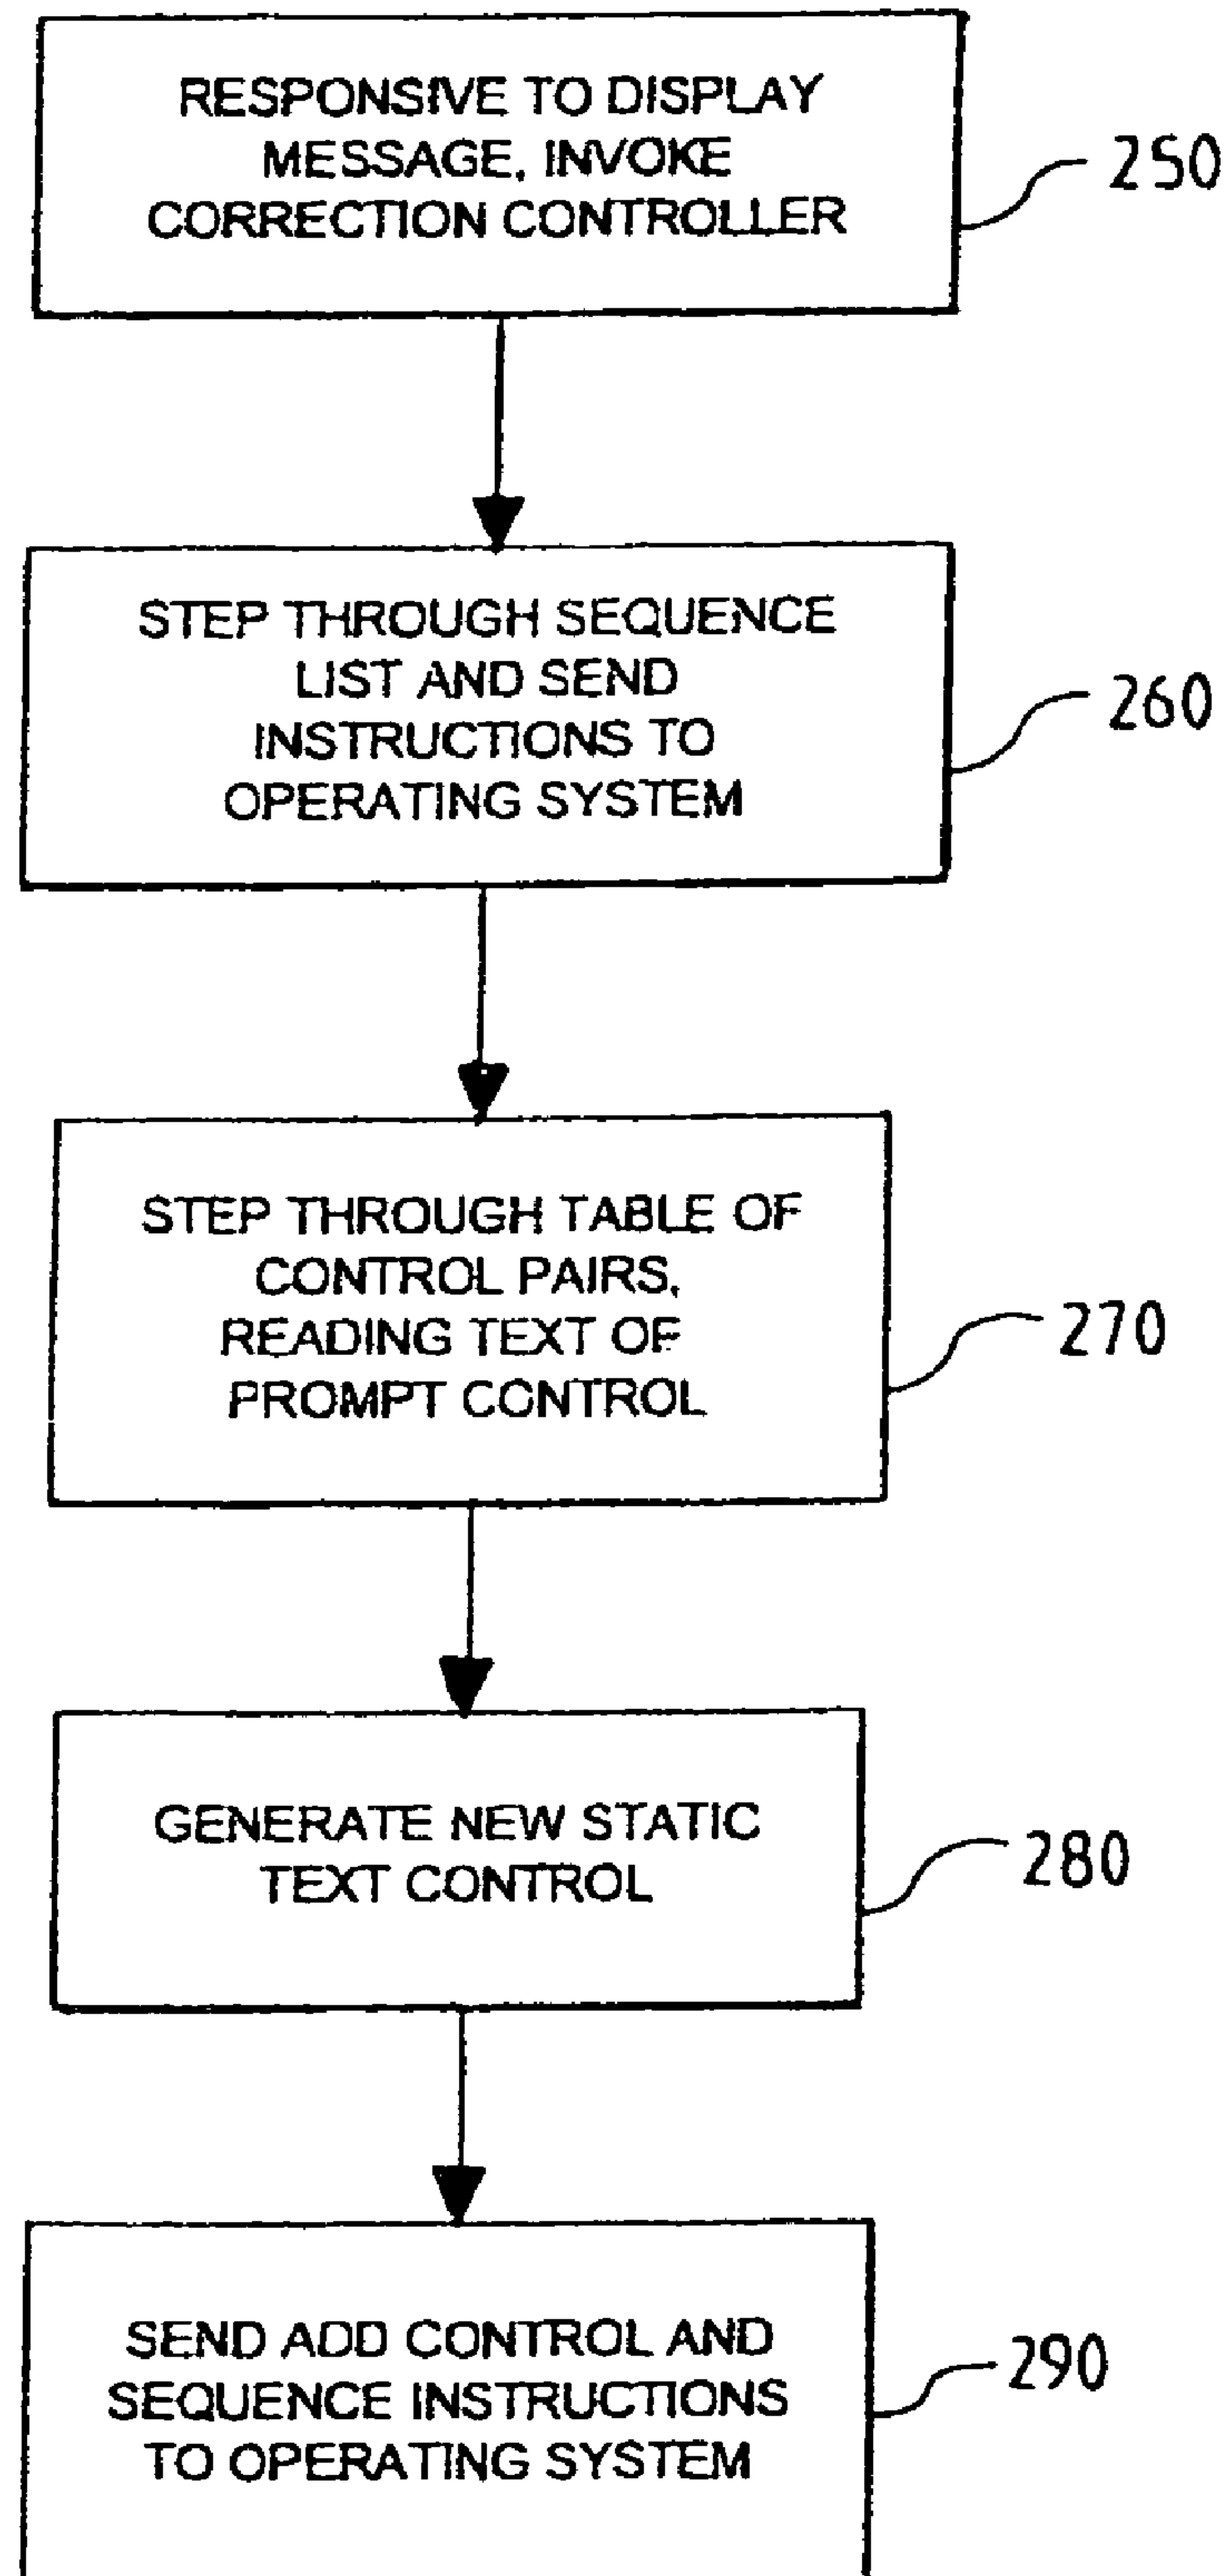 RESPONSIVE TO DISPLAY
MESSAGE, INVOKE
CORRECTION CONTROLLER
250
STEP THROUGH SEQUENCE
LIST AND SEND
INSTRUCTIONS TO
OPERATING SYSTEM
260
STEP THROUGH TABLE OF
CONTROL PAIRS,
READING TEXT OF
PROMPT CONTROL
270
GENERATE NEW STATIC
TEXT CONTROL
280
SEND ADD CONTROL AND
SEQUENCE INSTRUCTIONS
TO OPERATING SYSTEM
290